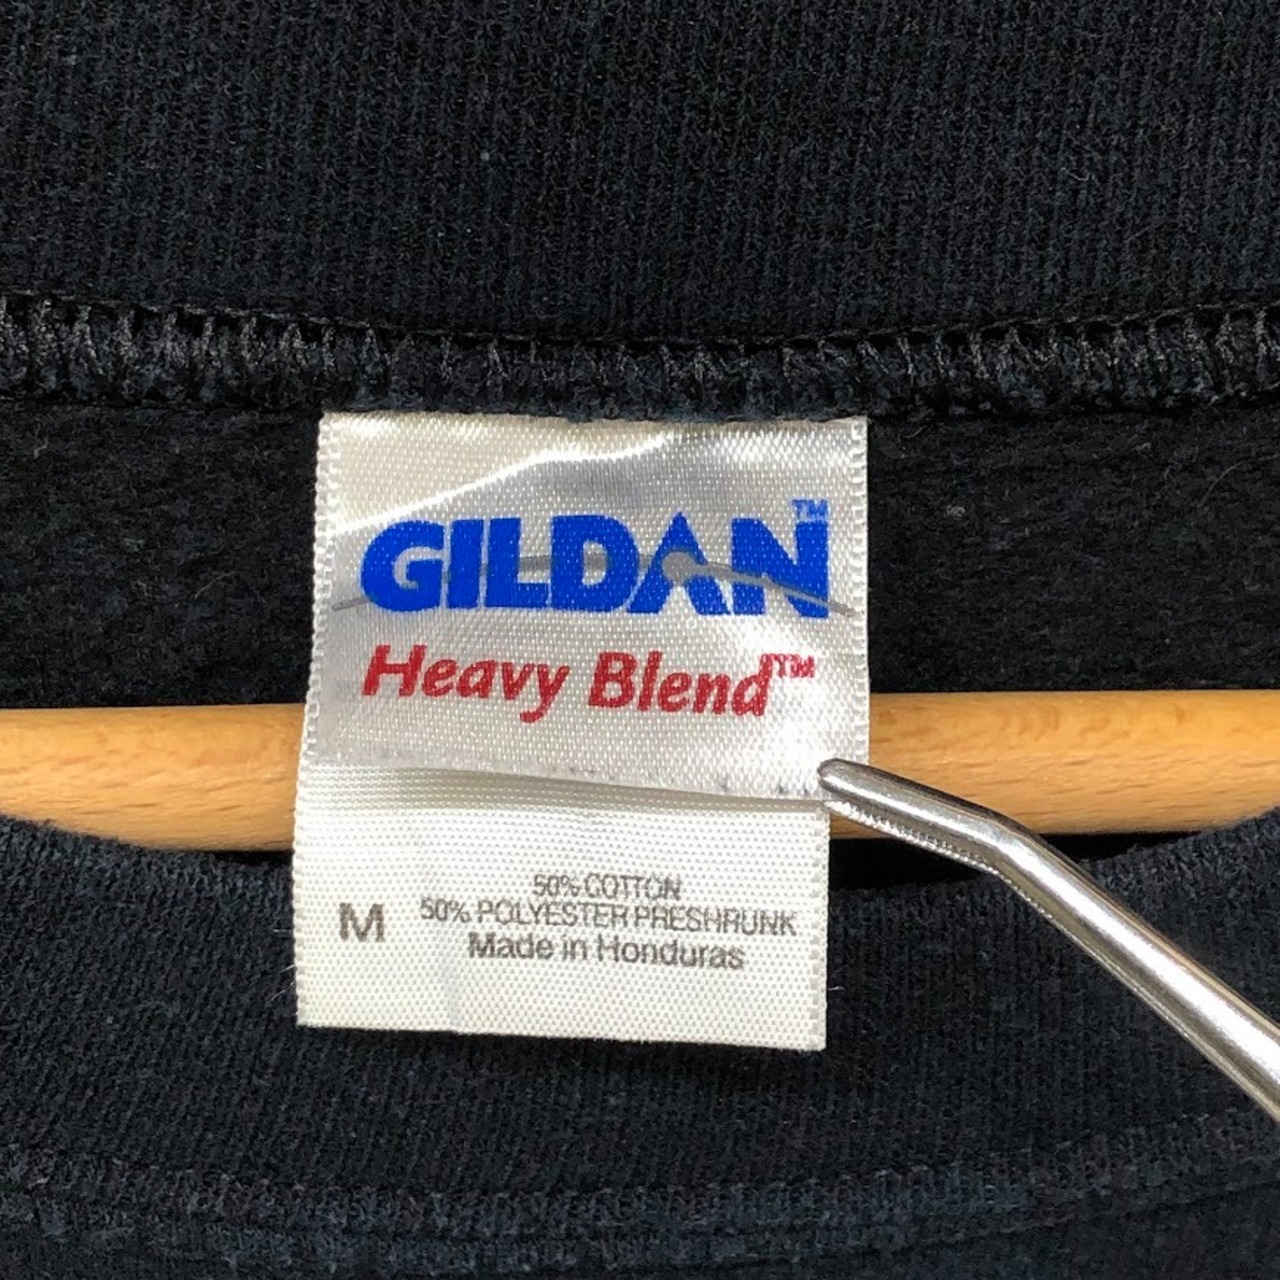 GILDAN™
Heavy Blend™
50% COTTON
M 50% POLYESTER PRESHRUNK
Made in Honduras